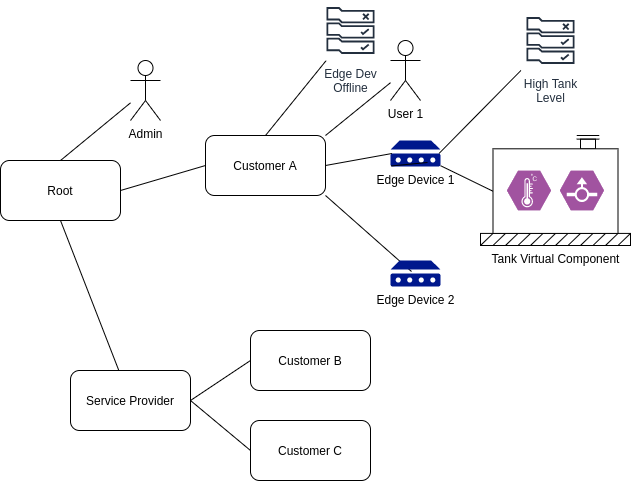 Edge Dev
Offline
High Tank
Level
User 1
Admin
Customer A
Edge Device 1
Root
°C
Tank Virtual Component
Edge Device 2
Customer B
Service Provider
Customer C